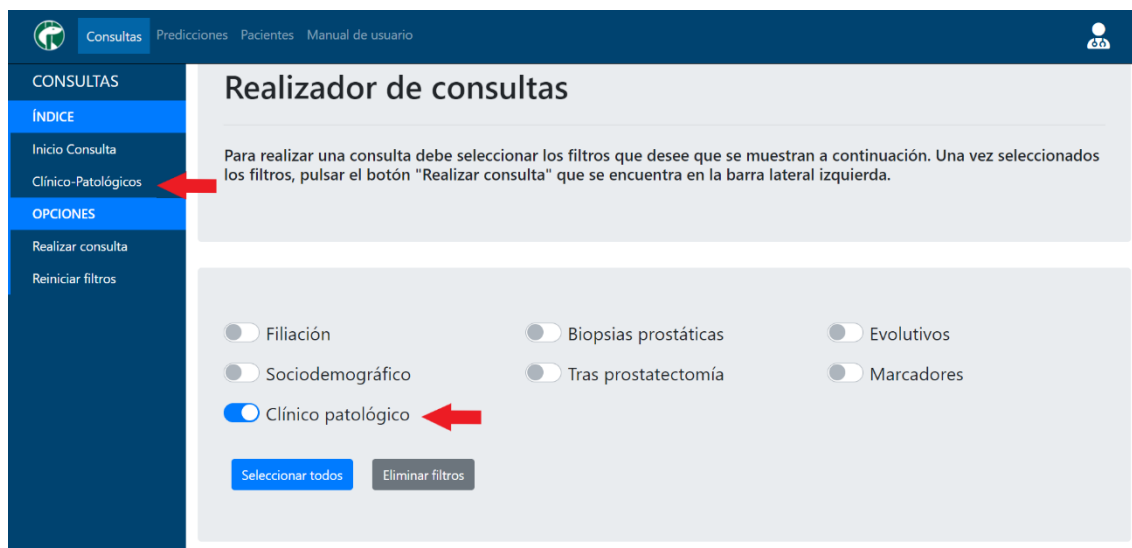 Consultas Predicciones Pacientes Manual de usuario
CONSULTAS
ÍNDICE
Inicio Consulta
Clínico-Patológicos
OPCIONES
Realizar consulta
Reiniciar filtros
Realizador de consultas
Para realizar una consulta debe seleccionar los filtros que desee que se muestran a continuación. Una vez seleccionados
los filtros, pulsar el botón "Realizar consulta" que se encuentra en la barra lateral izquierda.
Filiación
Biopsias prostáticas
Evolutivos
Sociodemográfico
Tras prostatectomía
Marcadores
Clínico patológico
Seleccionar todos
Eliminar filtros